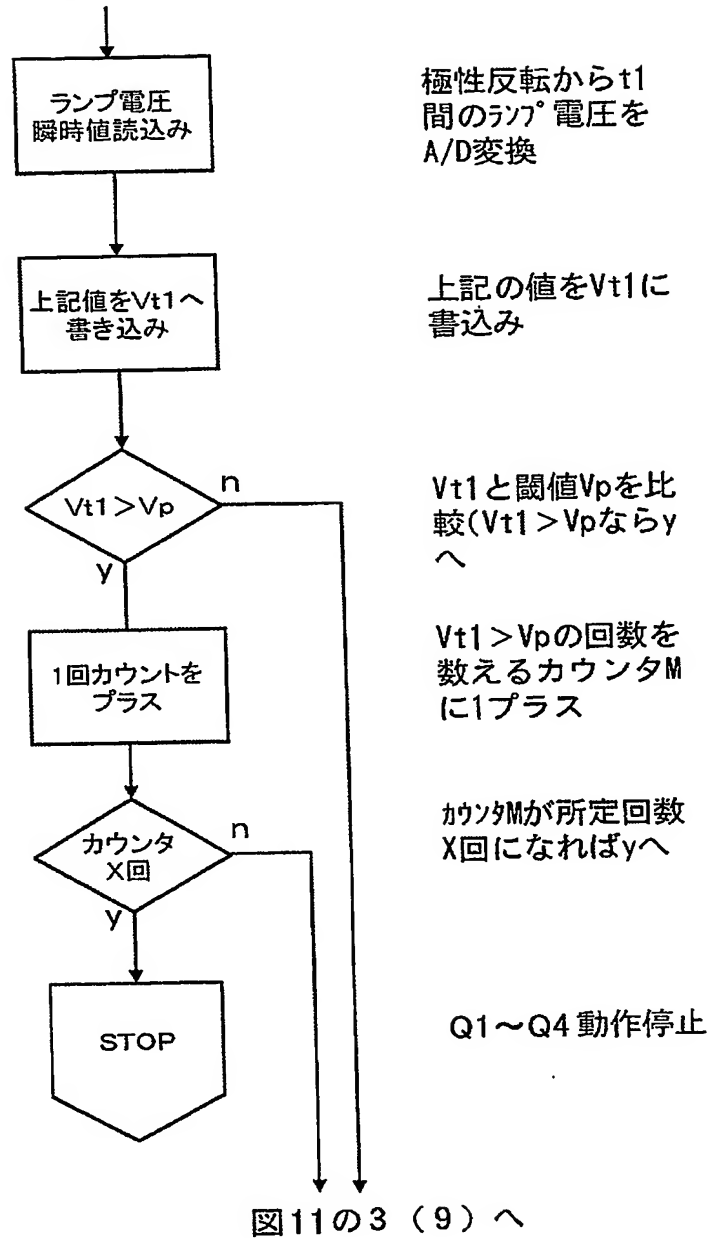 ランプ電圧
瞬時値読込み
極性反転からt1
間のﾗﾝﾌﾟ電圧を
A/D変換
上記値をVt1へ
書き込み
上記の値をVt1に
書込み
Vt1>Vp
n
y
Vt1と閾値Vpを比
較(Vt1>Vpならy
へ
1回カウントを
プラス
Vt1>Vpの回数を
数えるカウンタM
に1プラス
カウンタ
X回
n
y
ｶｳﾝﾀMが所定回数
X回になればyへ
STOP
Q1～Q4動作停止
図11の3（9）へ